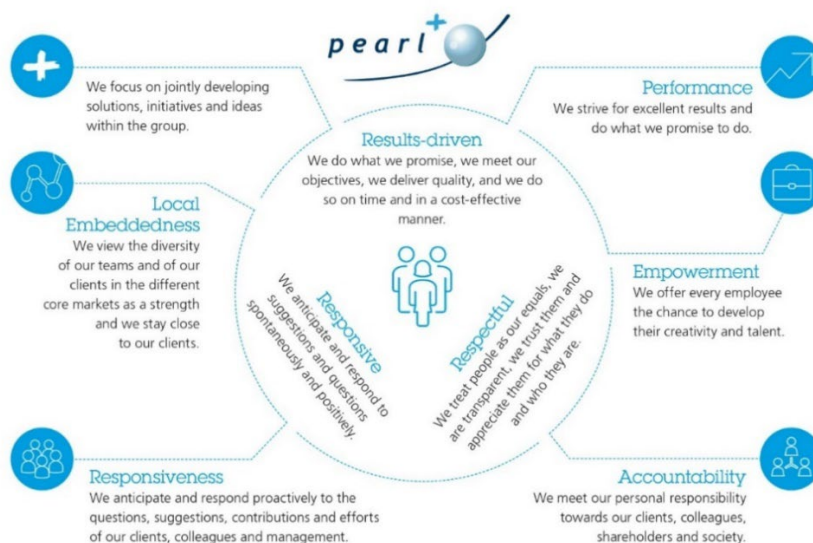 pearl+
We focus on jointly developing
solutions, initiatives and ideas
within the group.
Performance
We strive for excellent results and
do what we promise to do.
Results-driven
We do what we promise, we meet our
objectives, we deliver quality, and we do
so on time and in a cost-effective
manner.
Local
Embeddedness
We view the diversity
of our teams and of our
clients in the different
core markets as a strength
and we stay close
to our clients.
Responsive
We anticipate and respond to
suggestions and questions
spontaneously and positively.
Respectful
We treat people as our equals, we
are transparent, we trust them and
appreciate them for what they do
and who they are.
Empowerment
We offer every employee
the chance to develop
their creativity and talent.
Responsiveness
We anticipate and respond proactively to the
questions, suggestions, contributions and efforts
of our clients, colleagues and management.
Accountability
We meet our personal responsibility
towards our clients, colleagues,
shareholders and society.